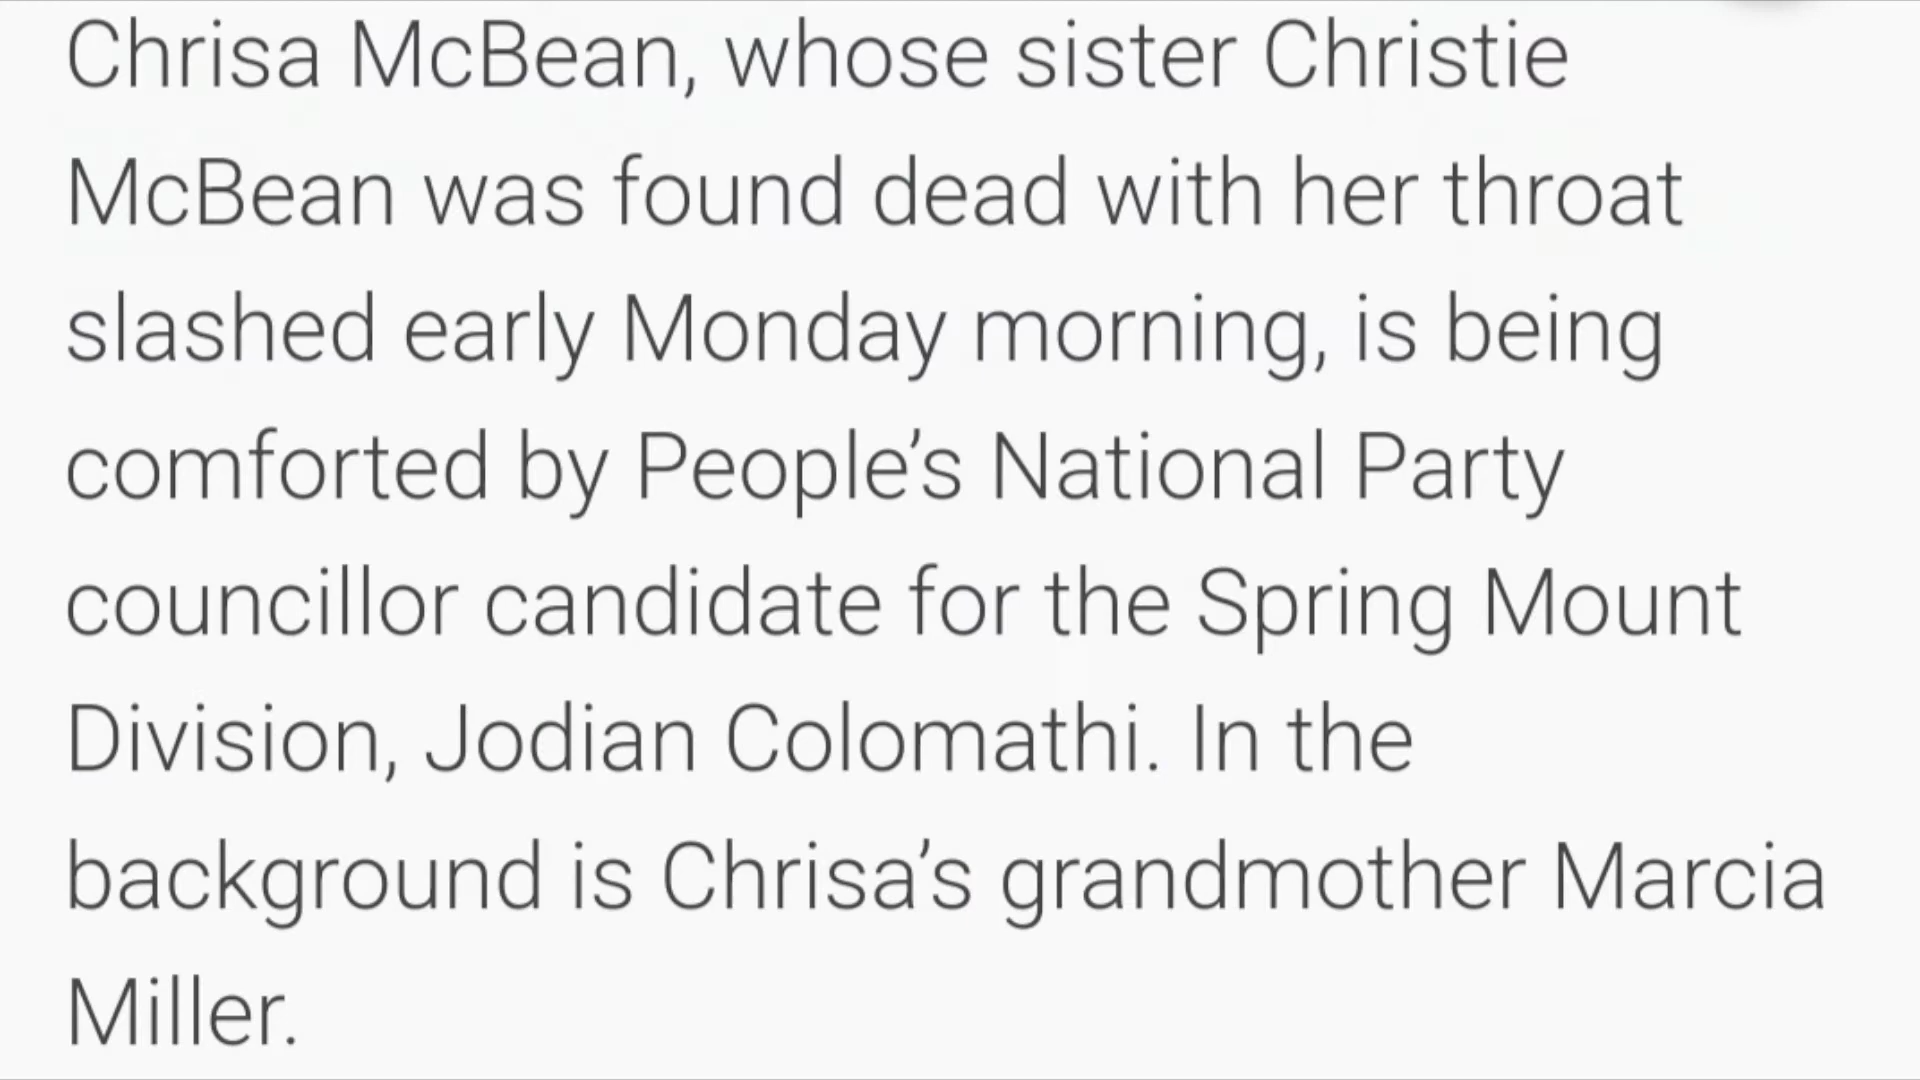 Chrisa McBean, whose sister Christie
McBean was found dead with her throat
slashed early Monday morning, is being
comforted by People’s National Party
councillor candidate for the Spring Mount
Division, Jodian Colomathi. In the
background is Chrisa’s grandmother Marcia
Miller.